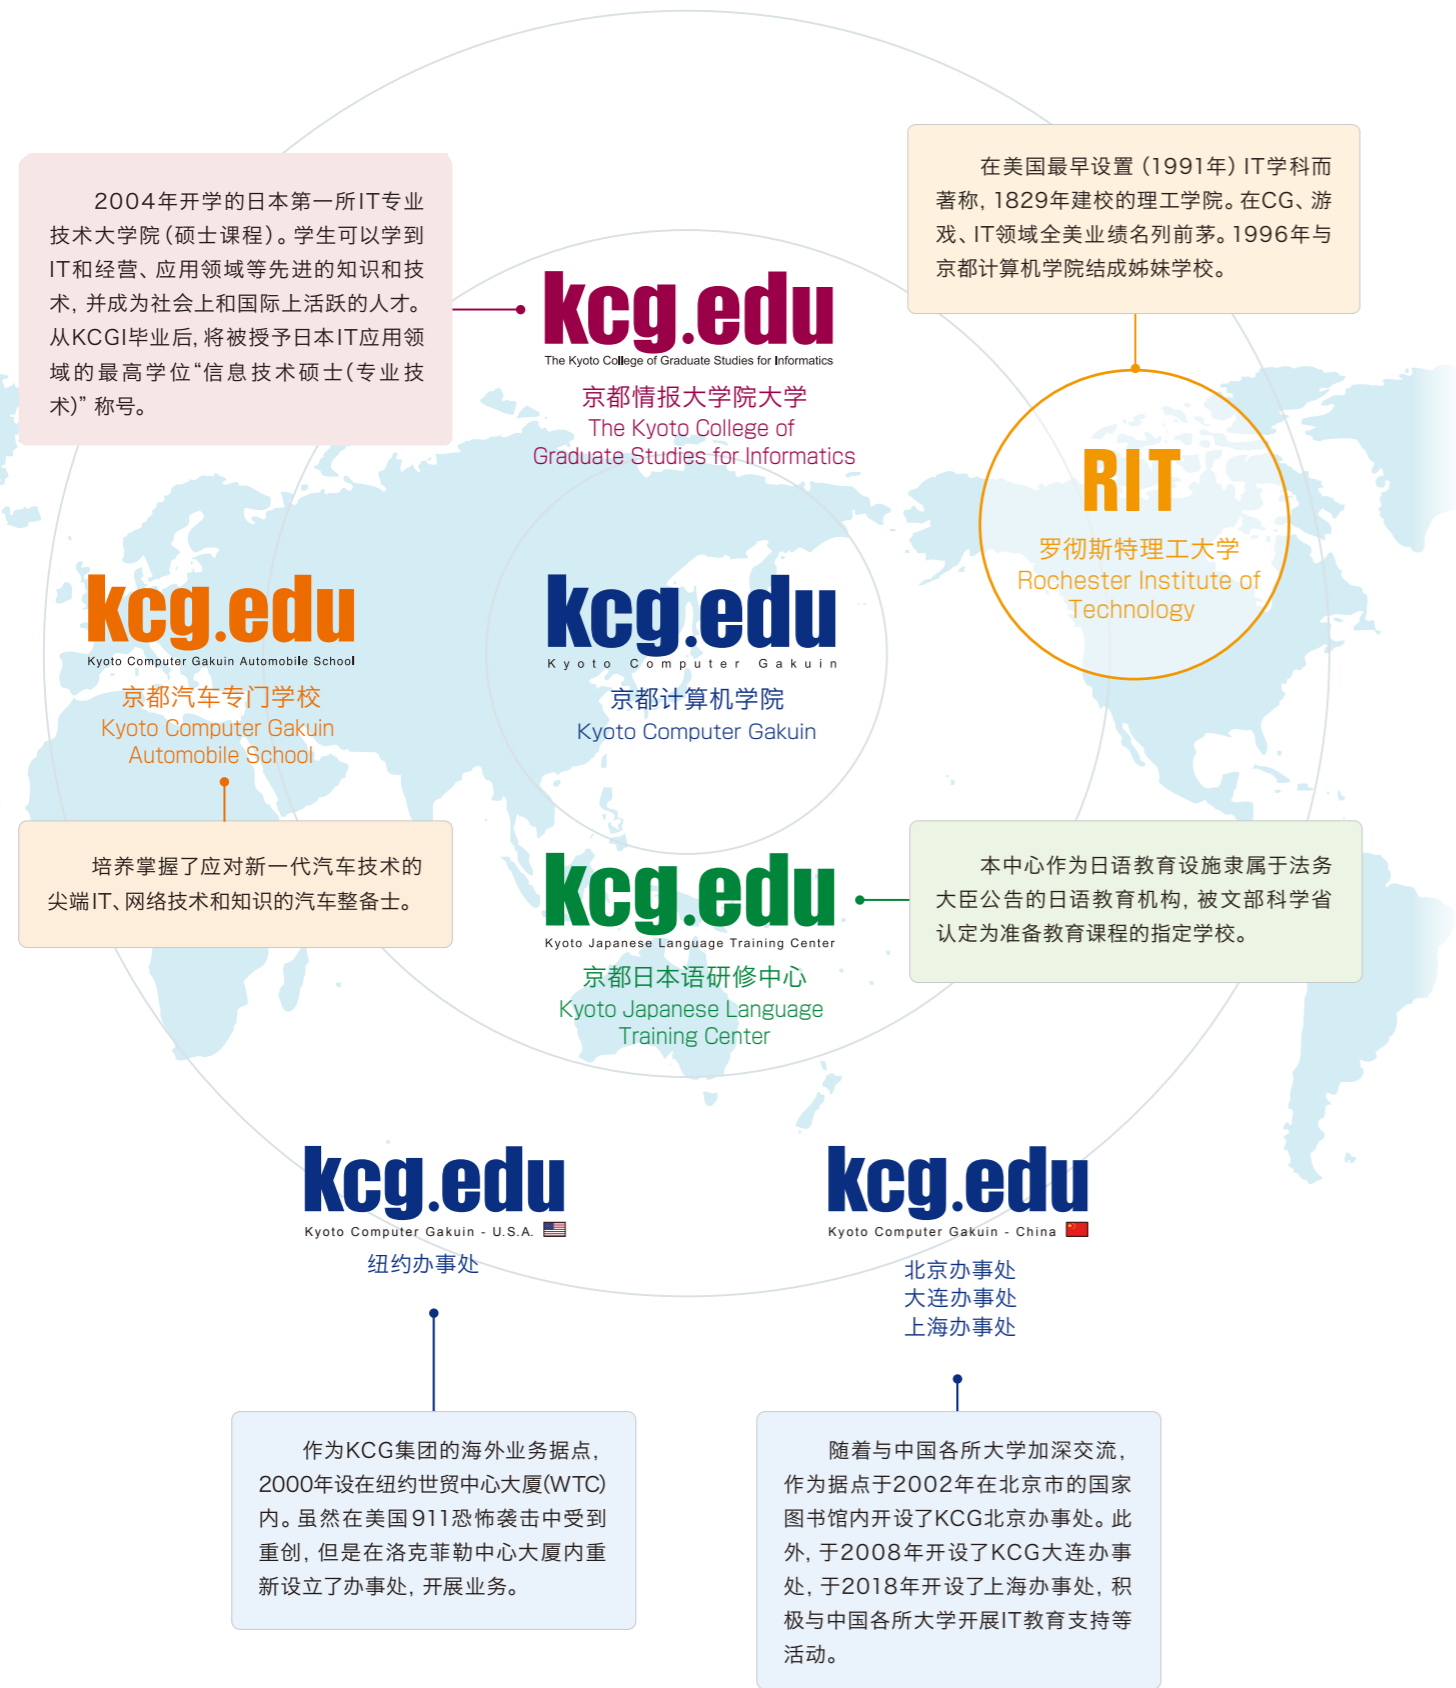 2004年开学的日本第一所IT专业
技术大学院(硕士课程)。学生可以学到
IT和经营、应用领域等先进的知识和技
术, 并成为社会上和国际上活跃的人才。
从KCGI毕业后, 将被授予日本IT应用领
域的最高学位“信息技术硕士(专业技
术)” 称号。
kcg.edu
The Kyoto College of Graduate Studies for Informatics
京都情报大学院大学
The Kyoto College of
Graduate Studies for Informatics
在美国最早设置 (1991年) IT学科而
著称, 1829年建校的理工学院。在CG、游
戏、IT领域全美业绩名列前茅。1996年与
京都计算机学院结成姊妹学校。
RIT
罗彻斯特理工大学
Rochester Institute of
Technology
kcg.edu
Kyoto Computer Gakuin Automobile School
京都汽车专门学校
Kyoto Computer Gakuin
Automobile School
kcg.edu
Kyoto Computer Gakuin
京都计算机学院
Kyoto Computer Gakuin
培养掌握了应对新一代汽车技术的
尖端IT、网络技术和知识的汽车整备士。
kcg.edu
Kyoto Japanese Language Training Center
京都日本语研修中心
Kyoto Japanese Language
Training Center
本中心作为日语教育设施隶属于法务
大臣公告的日语教育机构, 被文部科学省
认定为准备教育课程的指定学校。
kcg.edu
Kyoto Computer Gakuin - U.S.A.
纽约办事处
kcg.edu
Kyoto Computer Gakuin - China
北京办事处
大连办事处
上海办事处
作为KCG集团的海外业务据点,
2000年设在纽约世贸中心大厦(WTC)
内。虽然在美国911恐怖袭击中受到
重创, 但是在洛克菲勒中心大厦内重
新设立了办事处, 开展业务。
随着与中国各所大学加深交流,
作为据点于2002年在北京市的国家
图书馆内开设了KCG北京办事处。此
外, 于2008年开设了KCG大连办事
处, 于2018年开设了上海办事处, 积
极与中国各所大学开展IT教育支持等
活动。